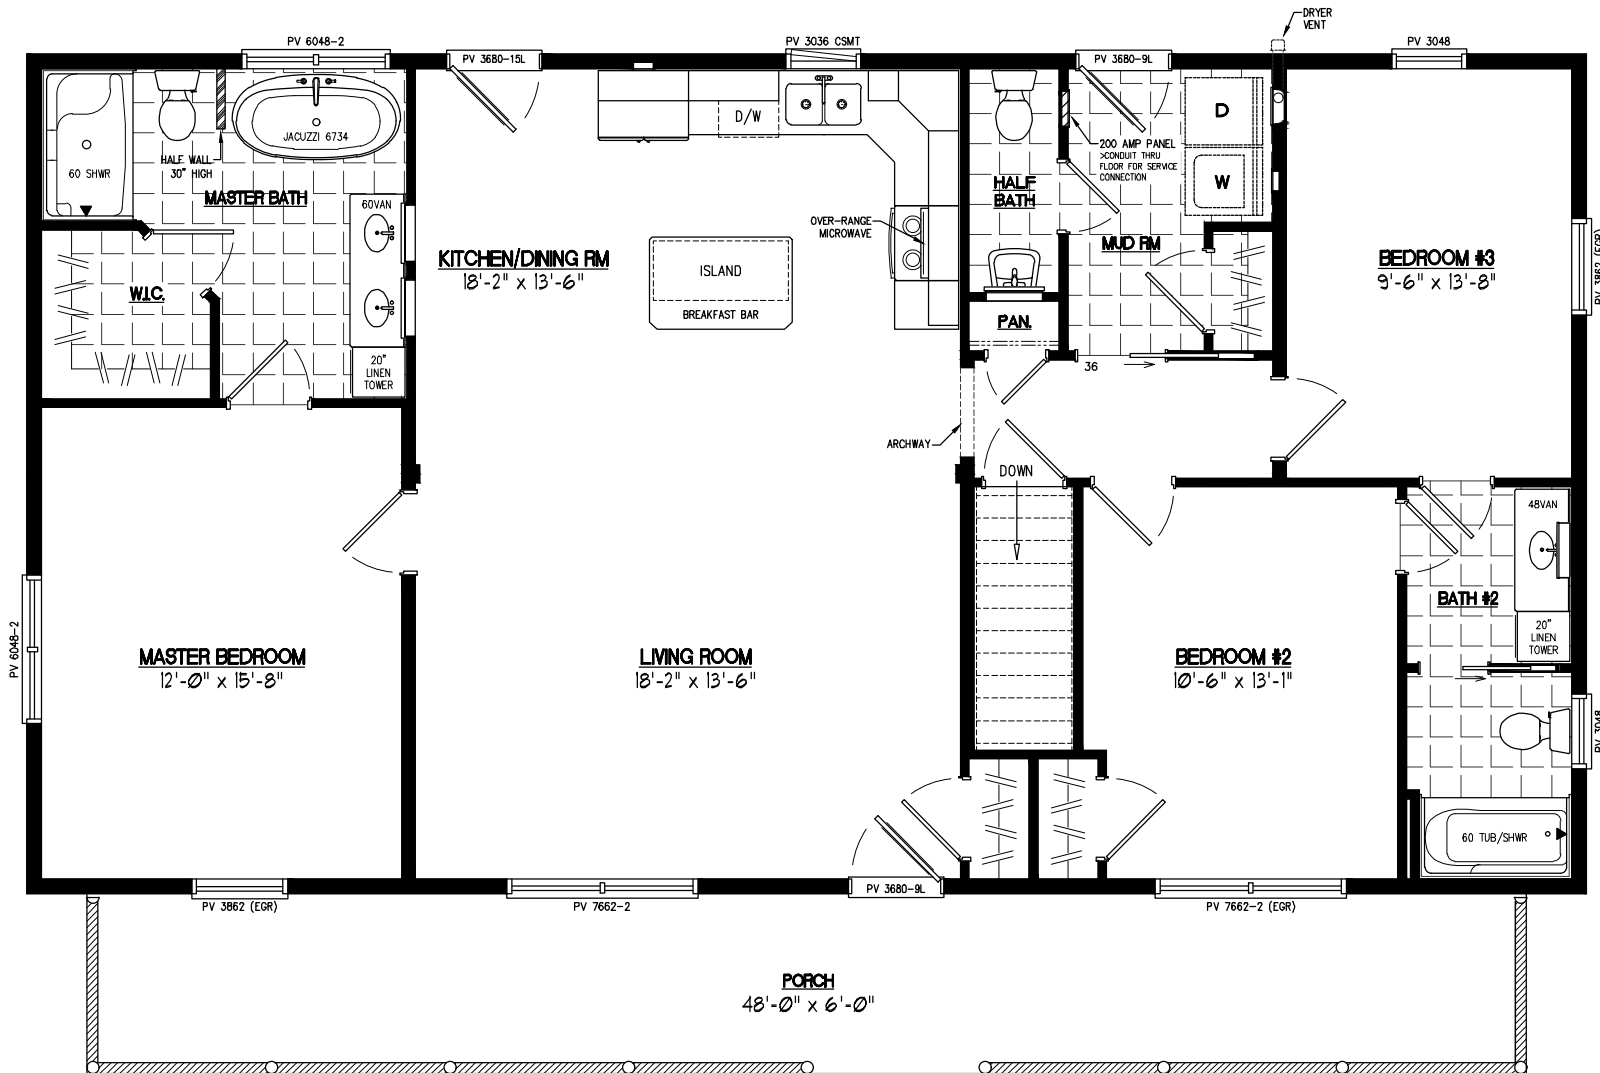 DRYER
VENT
PV 6048-2
PV 3680-15L
PV 3036 CSMT
PV 3680-9L
PV 3048
JACUZZI 6734
60 SHWR
HALF WALL
30" HIGH
MASTER BATH
60VAN
W.I.C.
20"
LINEN
TOWER
D/W
KITCHEN/DINING RM
18'-2" x 13'-6"
OVER-RANGE
MICROWAVE
ISLAND
BREAKFAST BAR
HALF
BATH
200 AMP PANEL
>CONDUIT THRU
FLOOR FOR SERVICE
CONNECTION
D
W
MUD RM
PAN.
36
BEDROOM #3
9'-6" x 13'-8"
PV 3862 (EGR)
ARCHWAY
DOWN
48VAN
BATH #2
20"
LINEN
TOWER
PV 6048-2
MASTER BEDROOM
12'-0" x 15'-8"
LIVING ROOM
18'-2" x 13'-6"
BEDROOM #2
10'-6" x 13'-1"
PV 3048
60 TUB/SHWR
PV 3862 (EGR)
PV 7662-2
PV 3680-9L
PV 7662-2 (EGR)
PORCH
48'-0" x 6'-0"